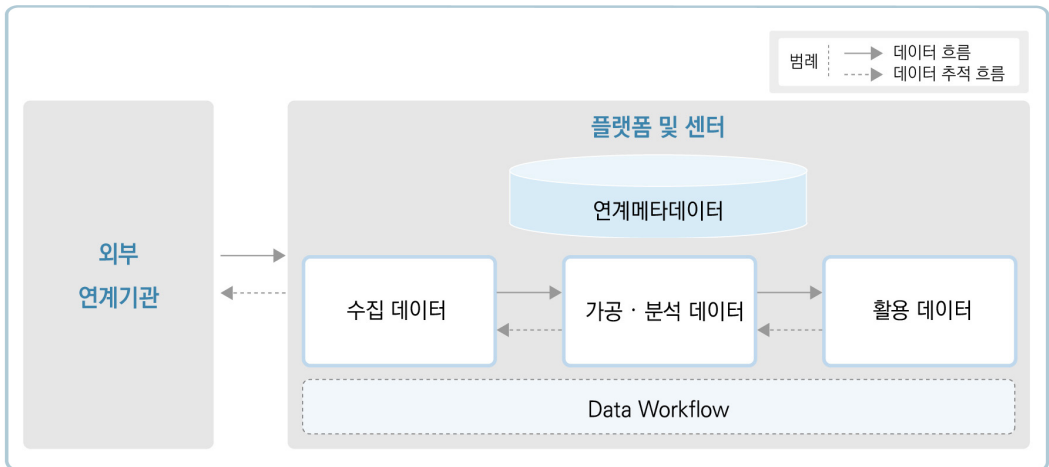 범례
데이터 흐름
데이터 추적 흐름
플랫폼 및 센터
연계메타데이터
외부
연계기관
수집 데이터
가공 · 분석 데이터
활용 데이터
Data Workflow